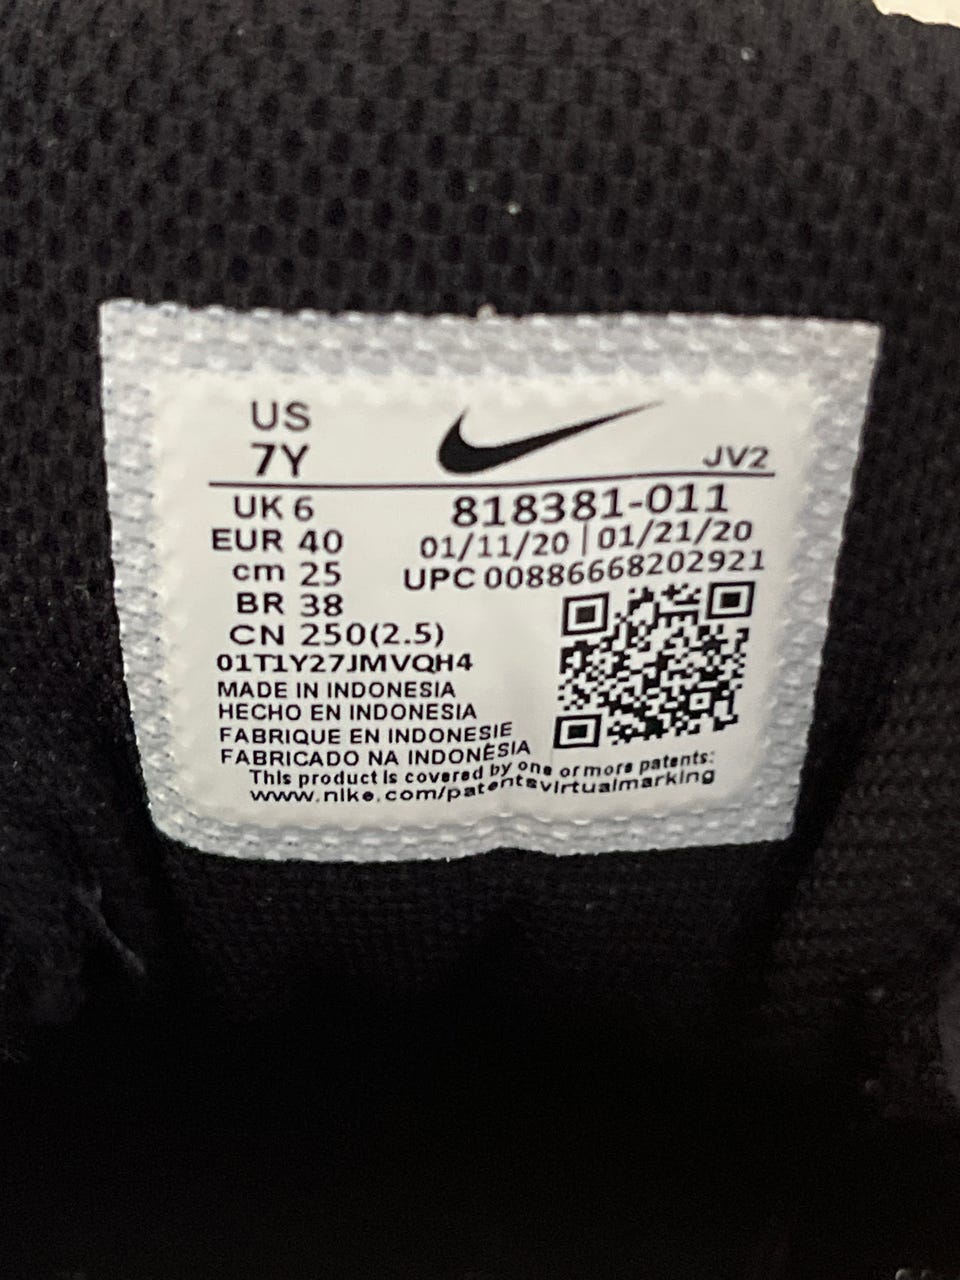 US
7Y
JV2
UK 6
EUR 40
cm 25
BR 38
CN 250(2.5)
818381-011
01/11/20 | 01/21/20
UPC 00886668202921
01T1Y27JMVQH4
MADE IN INDONESIA
HECHO EN INDONESIA
FABRIQUE EN INDONESIE
FABRICADO NA INDONÉSIA
This product is covered by one or more patents:
www.nike.com/patentsvirtualmarking